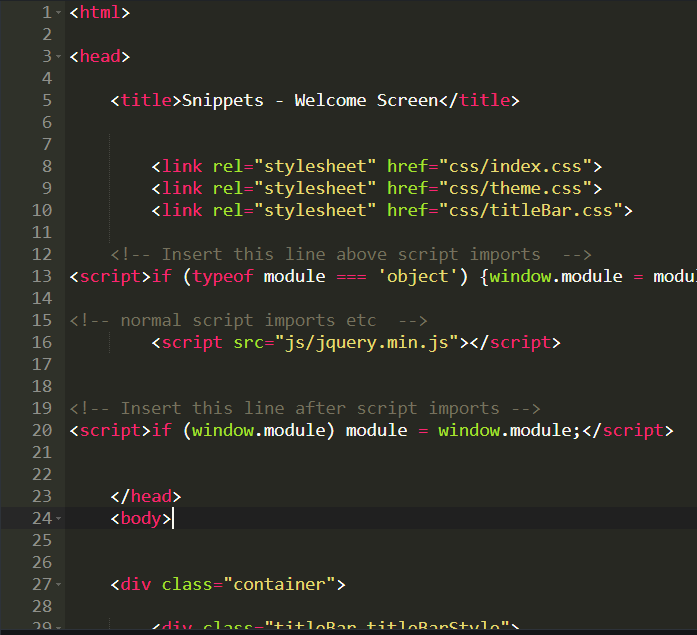 1 <html>
2
3 <head>
4
5 <title>Snippets - Welcome Screen</title>
6
7
8 <link rel="stylesheet" href="css/index.css">
9 <link rel="stylesheet" href="css/theme.css">
10 <link rel="stylesheet" href="css/titleBar.css">
11
12 <!-- Insert this line above script imports  -->
13 <script>if (typeof module === 'object') {window.module = modu
14
15 <!-- normal script imports etc  -->
16 <script src="js/jquery.min.js"></script>
17
18
19 <!-- Insert this line after script imports -->
20 <script>if (window.module) module = window.module;</script>
21
22
23 </head>
24 <body>
25
26
27 <div class="container">
28
29 <div class="titleBar titleBarStyle">